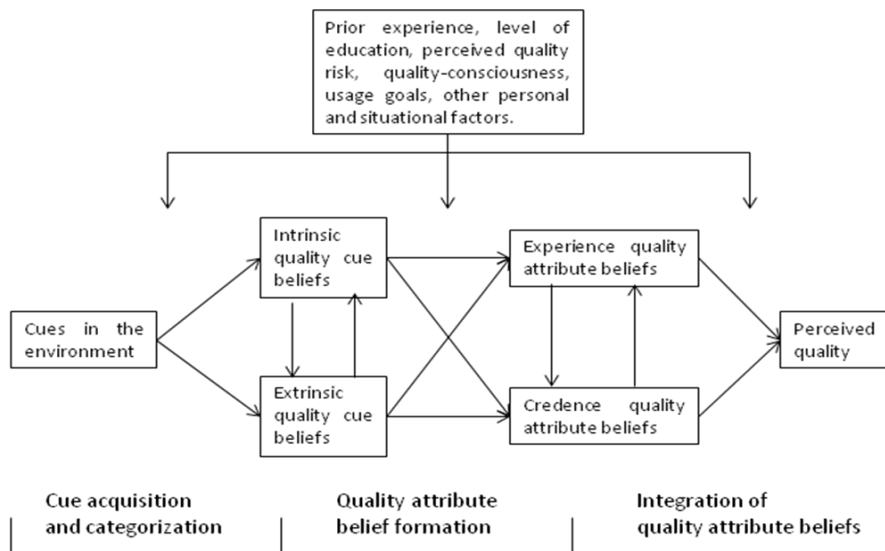 Prior experience, level of
education, perceived quality
risk, quality-consciousness,
usage goals, other personal
and situational factors.
Intrinsic
quality cue
beliefs
Experience quality
attribute beliefs
Cues in the
environment
Perceived
quality
Extrinsic
quality cue
beliefs
Credence quality
attribute beliefs
Cue acquisition
and categorization
Quality attribute
belief formation
Integration of
quality attribute beliefs